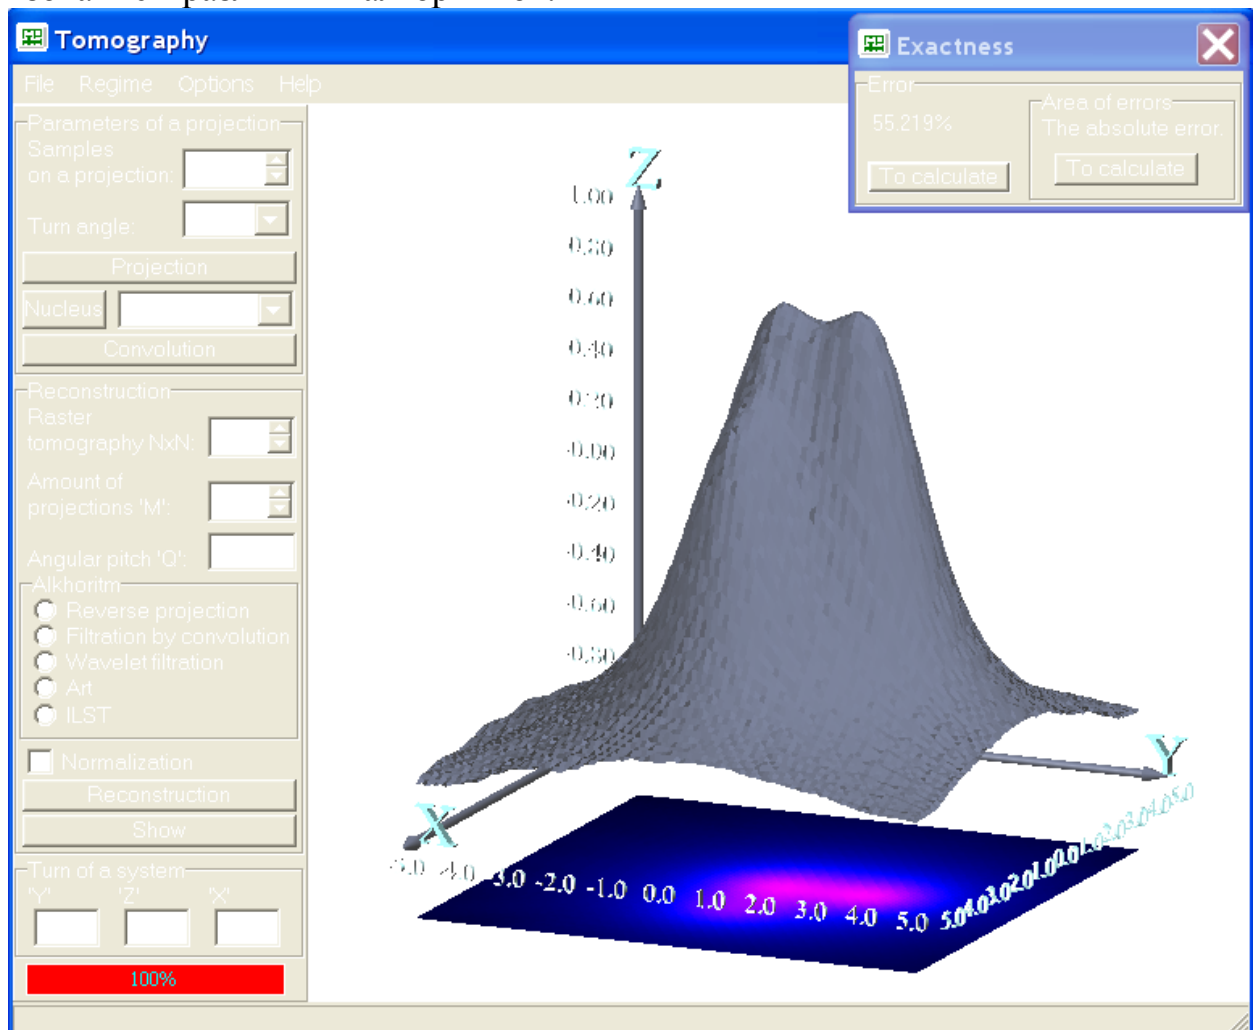 Tomography
Exactness
File Regime Options Help
Error
55.219%
To calculate
Area of errors
The absolute error.
To calculate
Parameters of a projection
Samples
on a projection:
Turn angle:
Projection
Nucleus
Convolution
Reconstruction
Raster
tomography NxN:
Amount of
projections 'M':
Angular pitch 'Q':
Alkhoritm
Reverse projection
Filtration by convolution
Wavelet filtration
Art
ILST
Normalization
Reconstruction
Show
Turn of a system
'Y' 'Z' 'X'
100%
Z
1.00
0.80
0.60
0.40
0.20
-0.00
-0.20
-0.40
-0.60
-0.80
Y
X
-5.0 -4.0 -3.0 -2.0 -1.0 0.0 1.0 2.0 3.0 4.0 5.0